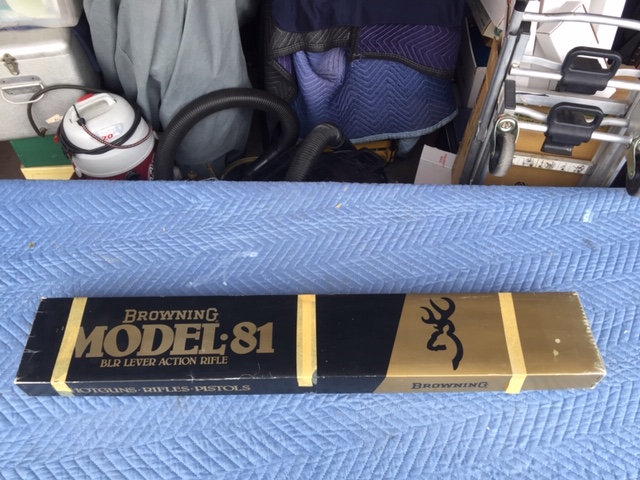 BROWNING
MODEL:81
BLR LEVER ACTION RIFLE
SHOTGUNS·RIFLES·PISTOLS
BROWNING